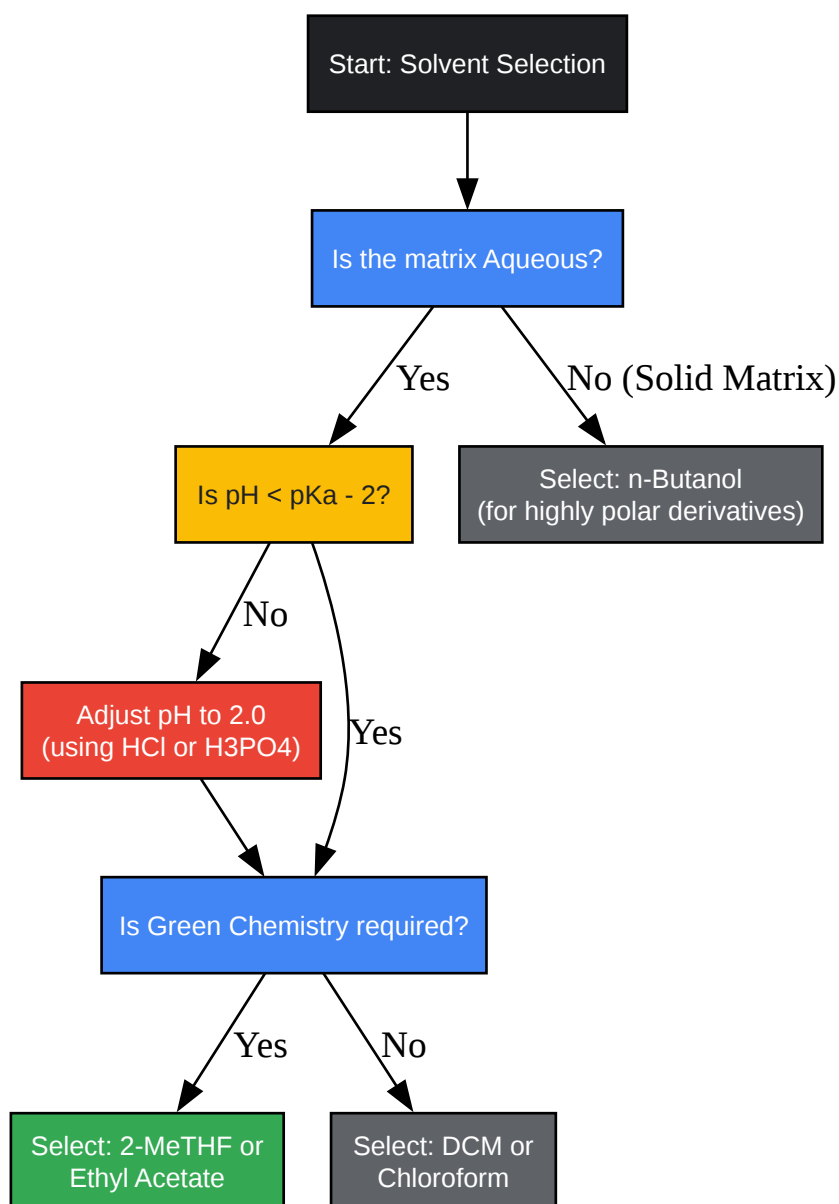 Start: Solvent Selection
Is the matrix Aqueous?
Yes
No (Solid Matrix)
Is pH < pKa - 2?
Select: n-Butanol
(for highly polar derivatives)
No
Adjust pH to 2.0
(using HCl or H3PO4)
Yes
Is Green Chemistry required?
Yes
No
Select: 2-MeTHF or
Ethyl Acetate
Select: DCM or
Chloroform